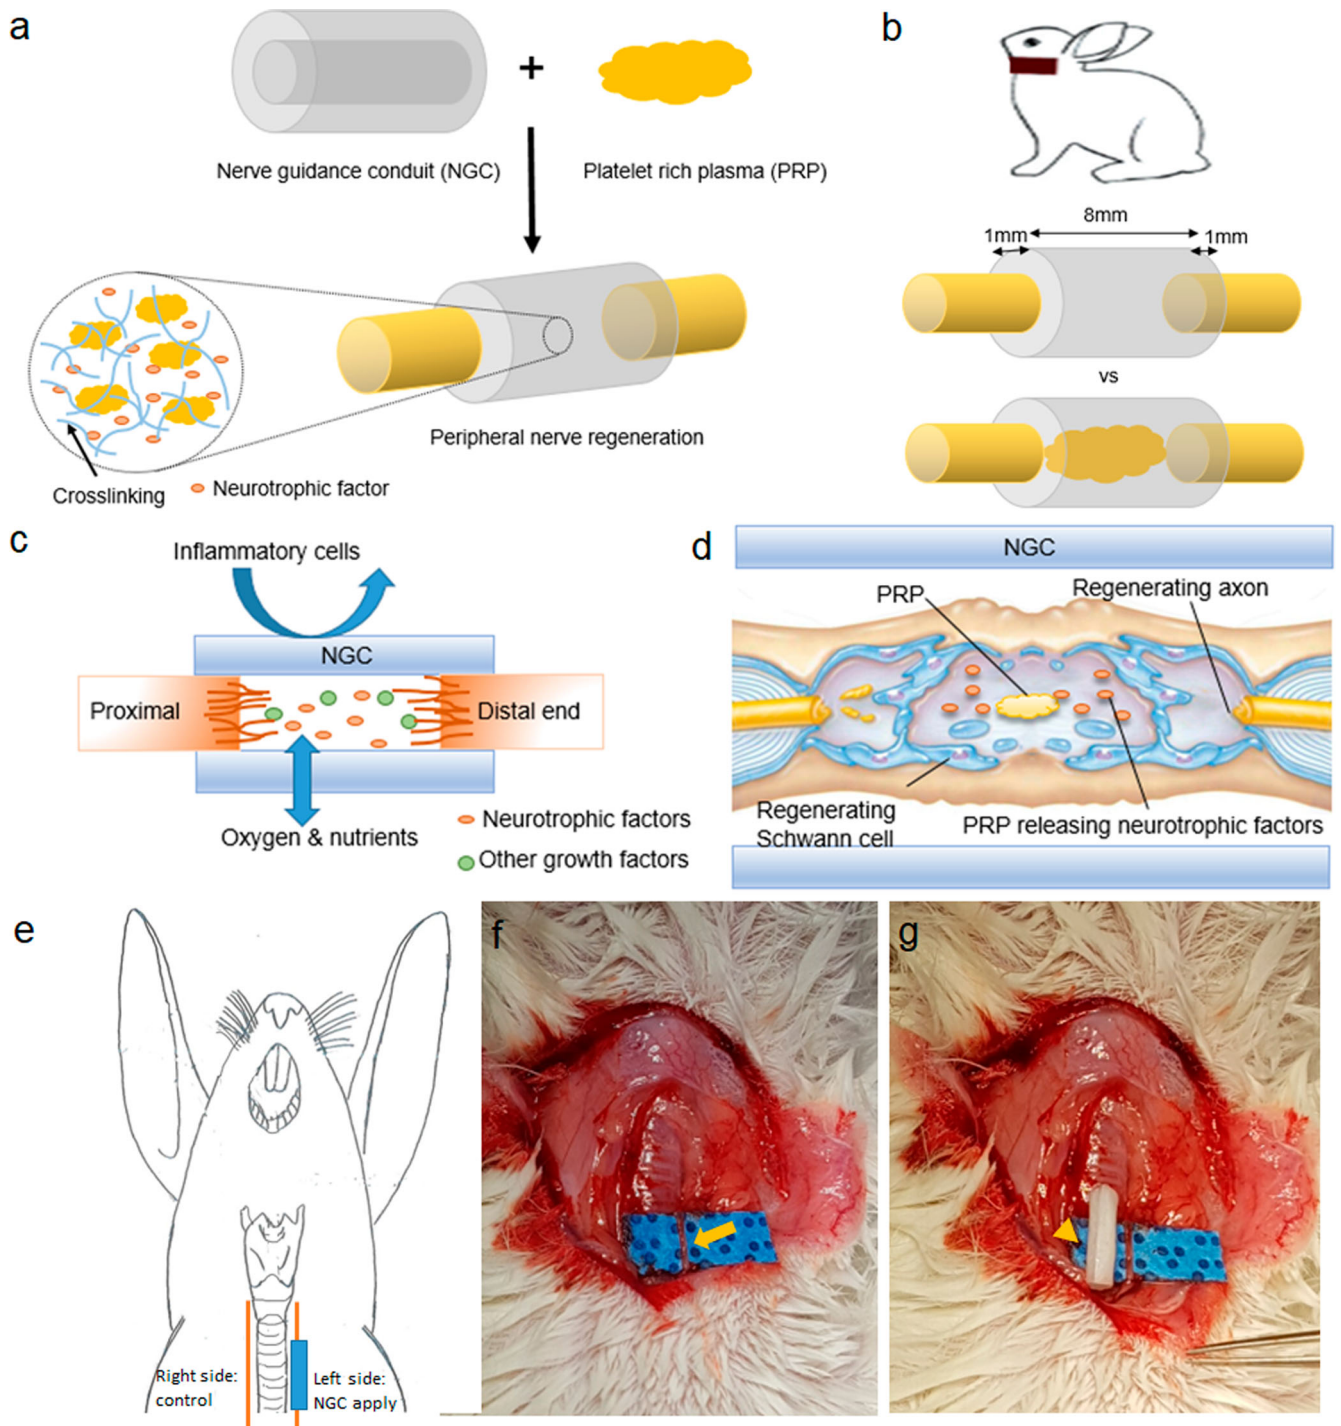 a
+
Nerve guidance conduit (NGC)
Platelet rich plasma (PRP)
Peripheral nerve regeneration
Crosslinking
Neurotrophic factor
b
8mm
1mm
1mm
vs
c
Inflammatory cells
NGC
Proximal
Distal end
Oxygen & nutrients
Neurotrophic factors
Other growth factors
d
NGC
PRP
Regenerating axon
Regenerating
Schwann cell
PRP releasing neurotrophic factors
e
Right side:
control
Left side:
NGC apply
f
g